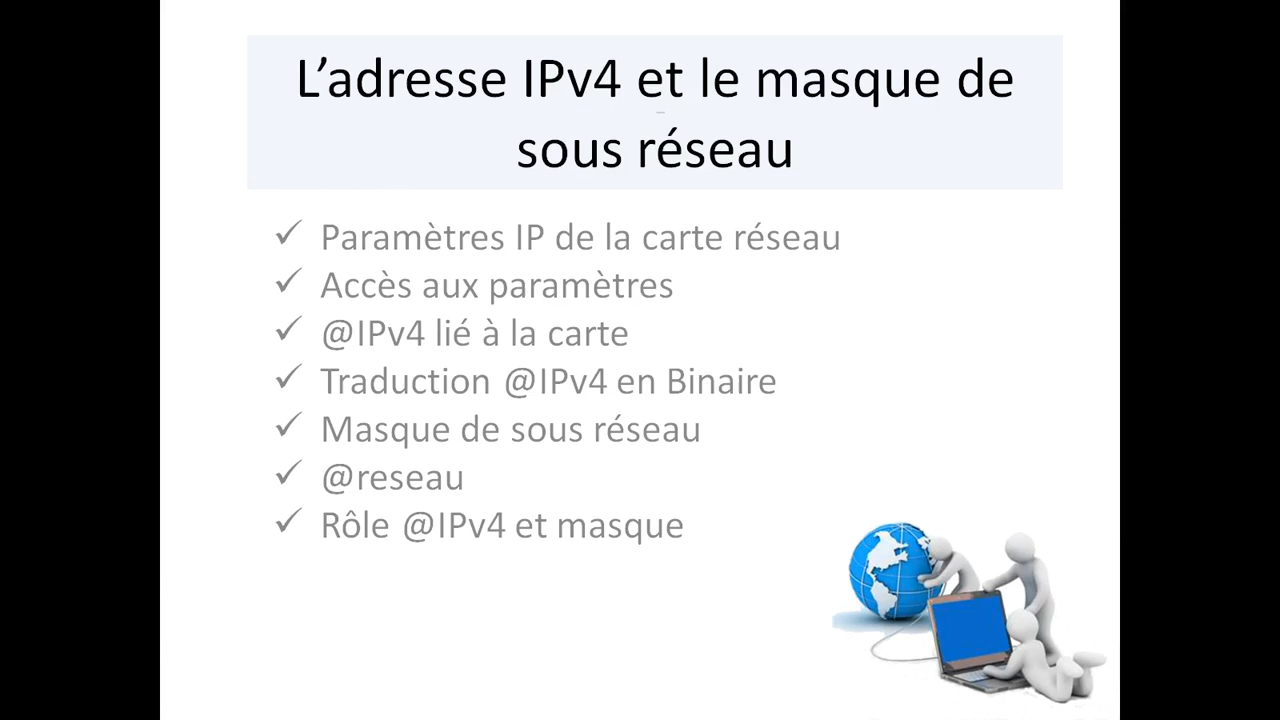 L’adresse IPv4 et le masque de
sous réseau
✓ Paramètres IP de la carte réseau
✓ Accès aux paramètres
✓ @IPv4 lié à la carte
✓ Traduction @IPv4 en Binaire
✓ Masque de sous réseau
✓ @reseau
✓ Rôle @IPv4 et masque